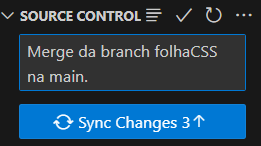 SOURCE CONTROL
Merge da branch folhaCSS
na main.
Sync Changes 3↑